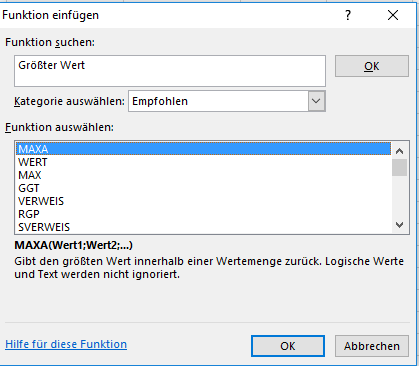 Funktion einfügen ? ×
Funktion suchen:
Größter Wert
OK
Kategorie auswählen: Empfohlen
Funktion auswählen:
MAXA
WERT
MAX
GGT
VERWEIS
RGP
SVERWEIS
MAXA(Wert1;Wert2;...)
Gibt den größten Wert innerhalb einer Wertemenge zurück. Logische Werte
und Text werden nicht ignoriert.
Hilfe für diese Funktion
OK Abbrechen